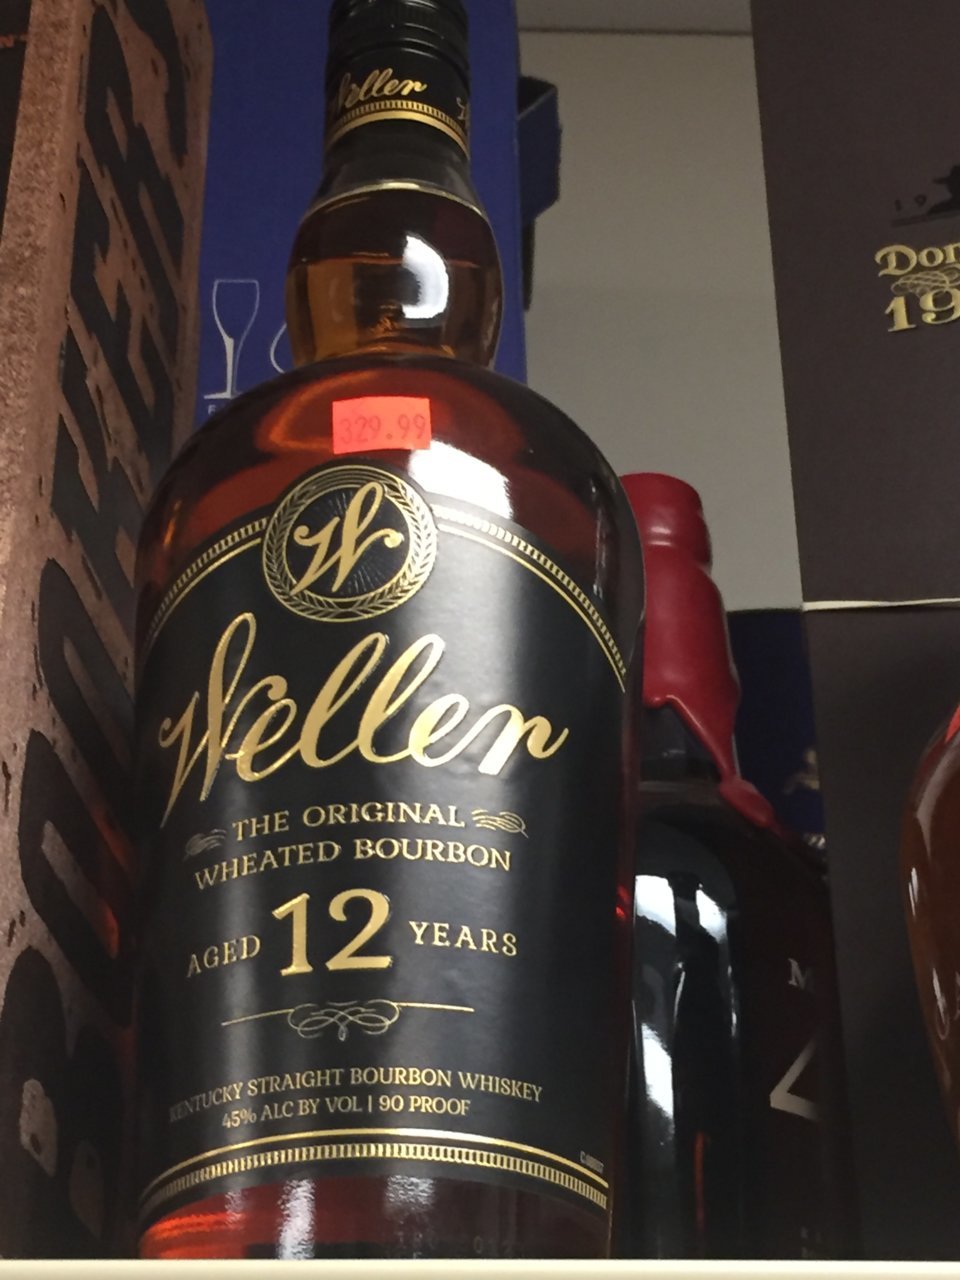 Weller
329.99
W
Weller
THE ORIGINAL
WHEATED BOURBON
AGED 12 YEARS
KENTUCKY STRAIGHT BOURBON WHISKEY
45% ALC BY VOL | 90 PROOF
19
Dom
19
M